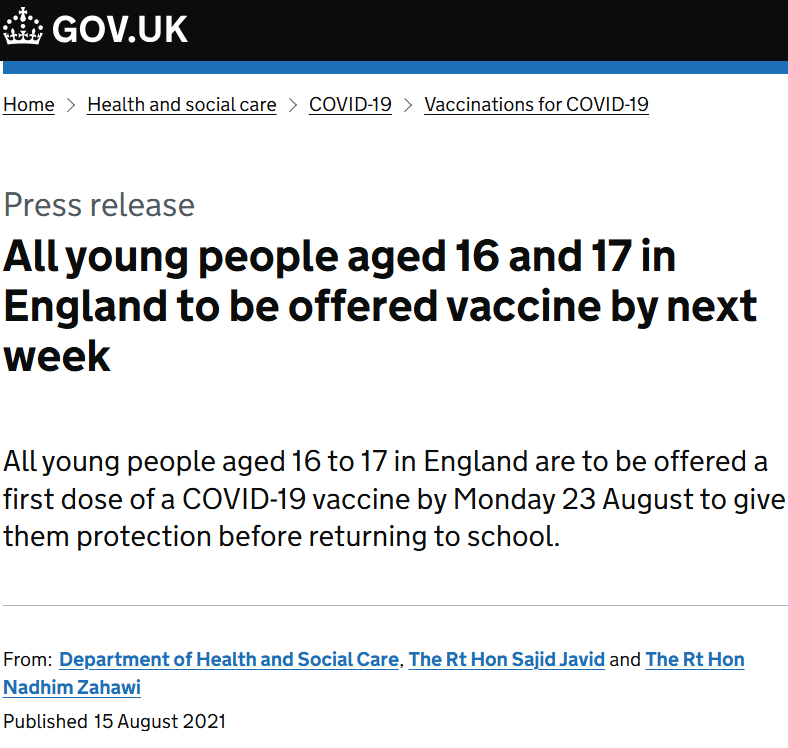 GOV.UK
Home > Health and social care > COVID-19 > Vaccinations for COVID-19
Press release
All young people aged 16 and 17 in
England to be offered vaccine by next
week
All young people aged 16 to 17 in England are to be offered a
first dose of a COVID-19 vaccine by Monday 23 August to give
them protection before returning to school.
From: Department of Health and Social Care, The Rt Hon Sajid Javid and The Rt Hon
Nadhim Zahawi
Published 15 August 2021